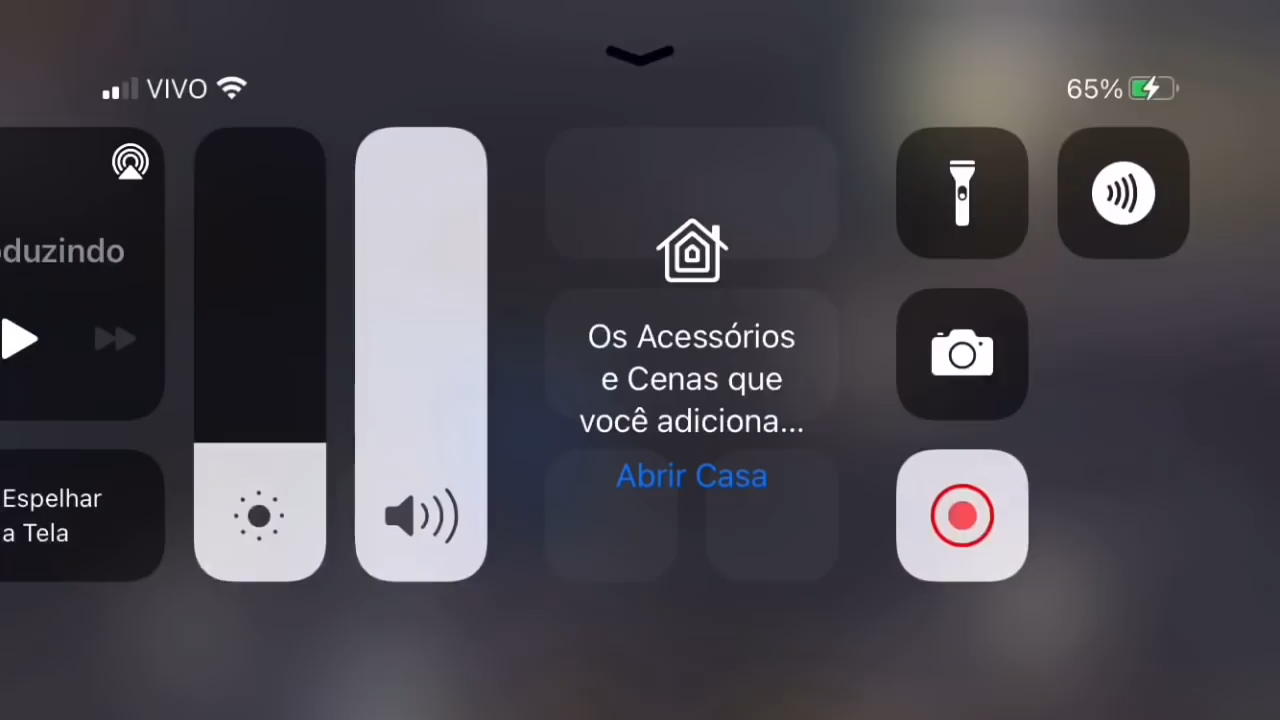 VIVO
65%
oduzindo
Espelhar
a Tela
Os Acessórios
e Cenas que
você adiciona...
Abrir Casa